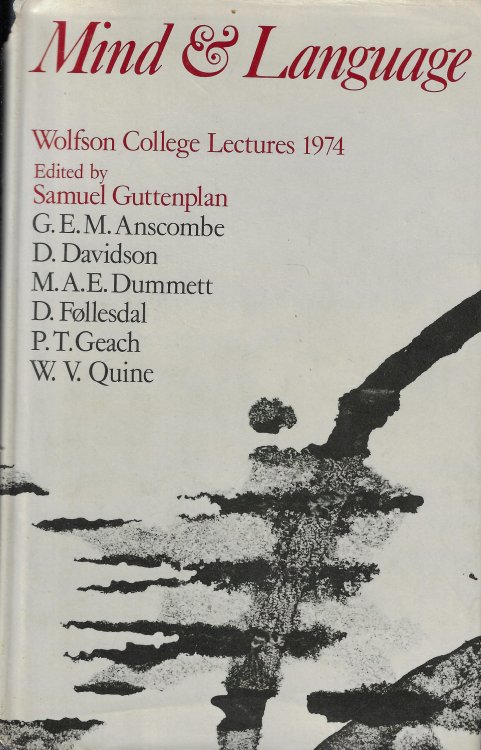 Mind & Language
Wolfson College Lectures 1974
Edited by
Samuel Guttenplan
G.E.M. Anscombe
D. Davidson
M.A.E. Dummett
D. Føllesdal
P.T. Geach
W. V. Quine